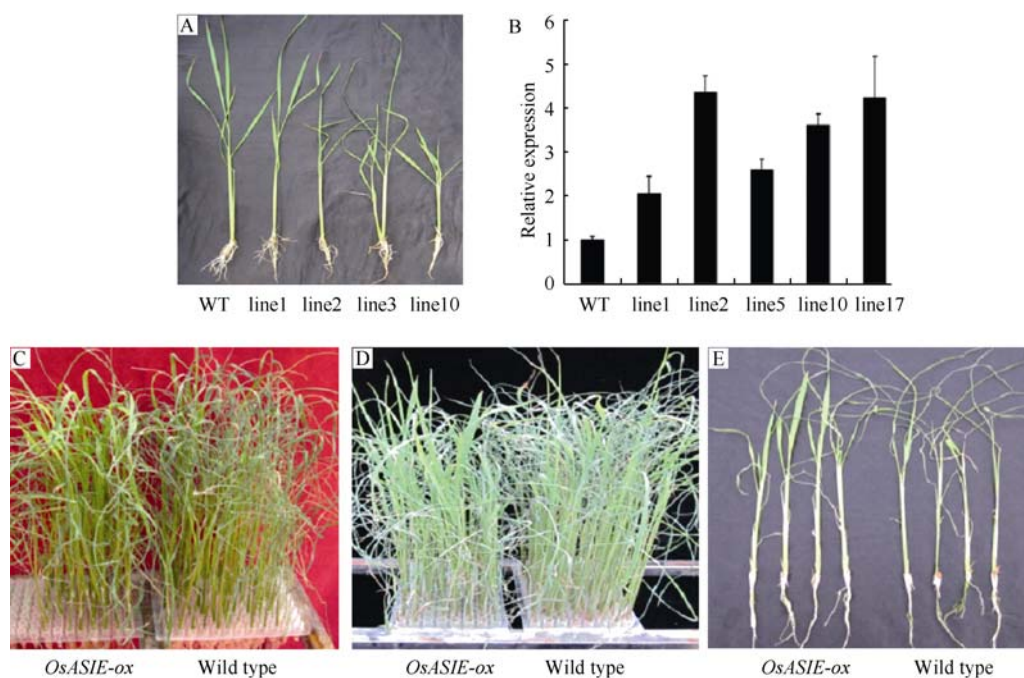 A
WT line1 line2 line3 line10
B
Relative expression
6
5
4
3
2
1
0
WT line1 line2 line5 line10 line17
C
OsASIE-ox Wild type
D
OsASIE-ox Wild type
E
OsASIE-ox Wild type